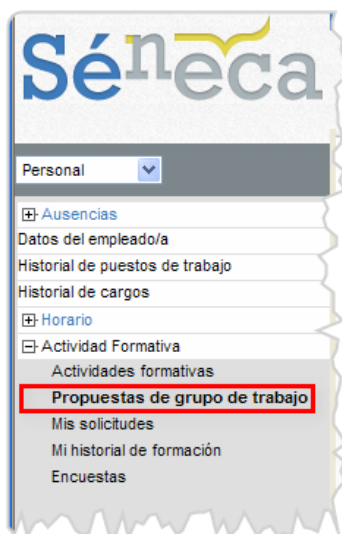 Séneca
Personal
Ausencias
Datos del empleado/a
Historial de puestos de trabajo
Historial de cargos
Horario
Actividad Formativa
Actividades formativas
Propuestas de grupo de trabajo
Mis solicitudes
Mi historial de formación
Encuestas